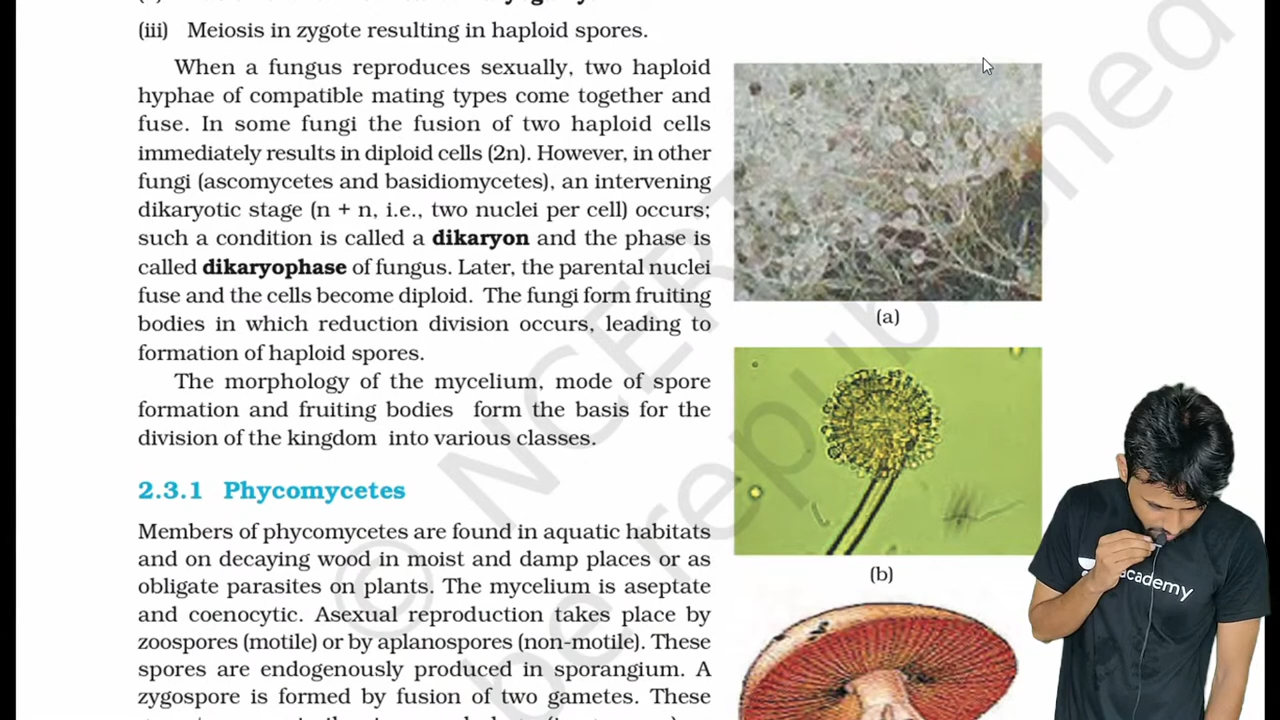 (iii) Meiosis in zygote resulting in haploid spores.
When a fungus reproduces sexually, two haploid
hyphae of compatible mating types come together and
fuse. In some fungi the fusion of two haploid cells
immediately results in diploid cells (2n). However, in other
fungi (ascomycetes and basidiomycetes), an intervening
dikaryotic stage (n + n, i.e., two nuclei per cell) occurs;
such a condition is called a dikaryon and the phase is
called dikaryophase of fungus. Later, the parental nuclei
fuse and the cells become diploid. The fungi form fruiting
bodies in which reduction division occurs, leading to
formation of haploid spores.
The morphology of the mycelium, mode of spore
formation and fruiting bodies form the basis for the
division of the kingdom into various classes.
2.3.1 Phycomycetes
Members of phycomycetes are found in aquatic habitats
and on decaying wood in moist and damp places or as
obligate parasites on plants. The mycelium is aseptate
and coenocytic. Asexual reproduction takes place by
zoospores (motile) or by aplanospores (non-motile). These
spores are endogenously produced in sporangium. A
zygospore is formed by fusion of two gametes. These
(a)
(b)
© NCERT
be republished
academy